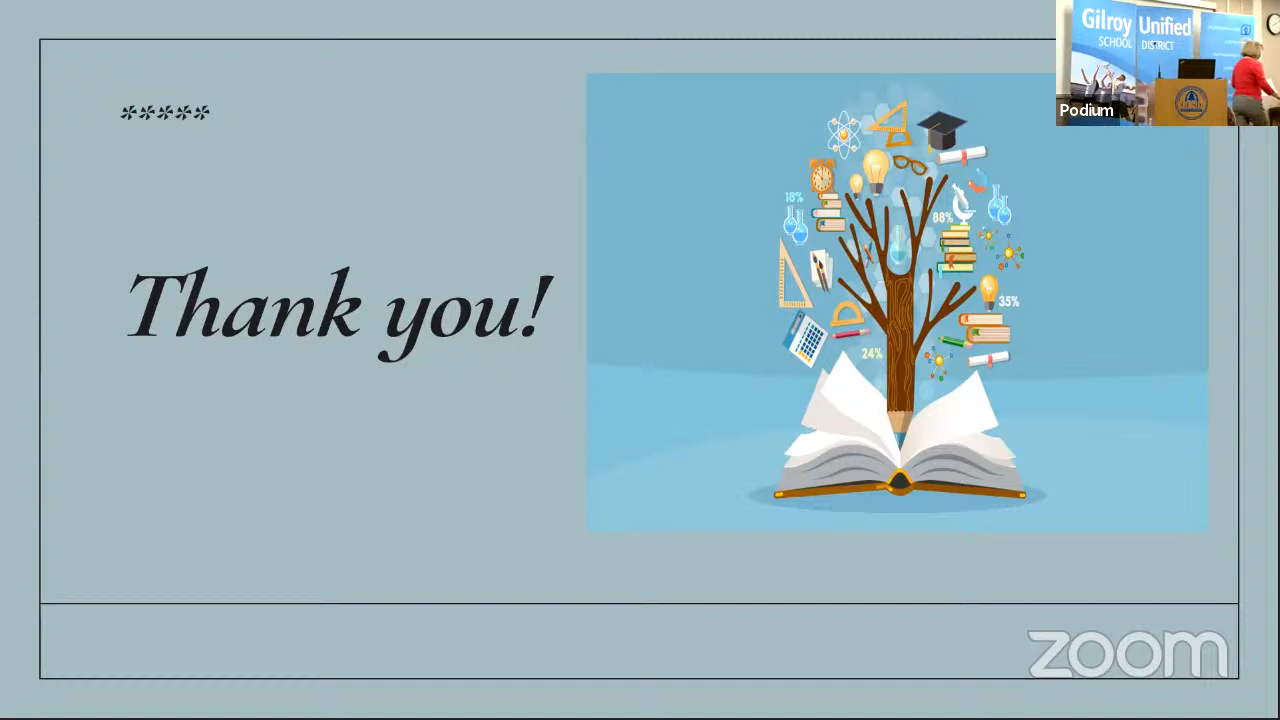 *****
Thank you!
18%
88%
35%
24%
Gilroy Unified
SCHOOL DISTRICT
Podium
zoom